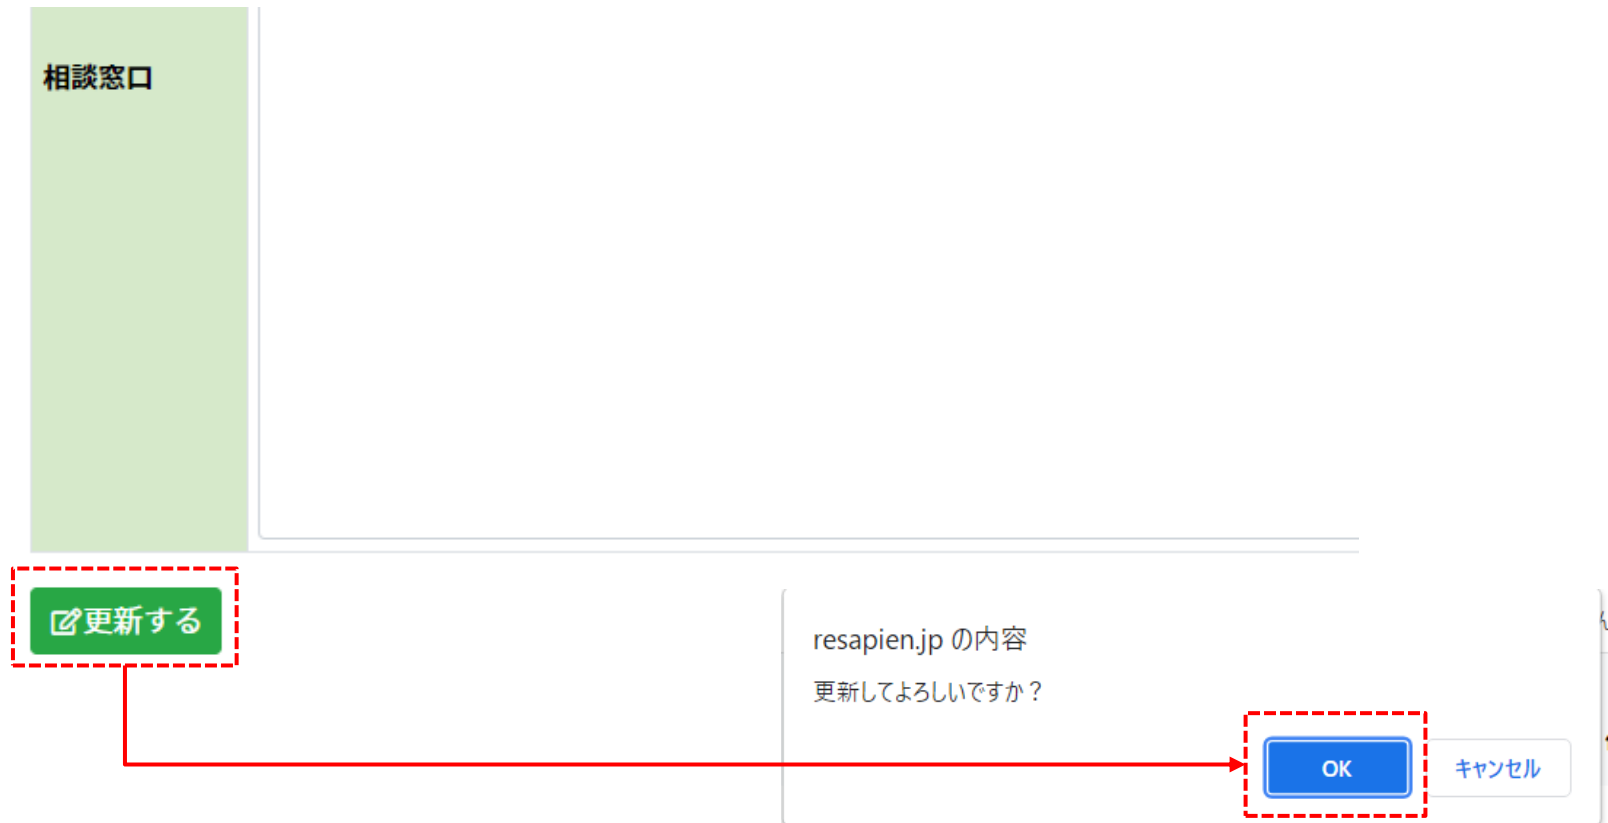 相談窓口
更新する
resapien.jp の内容
更新してよろしいですか？
OK
キャンセル